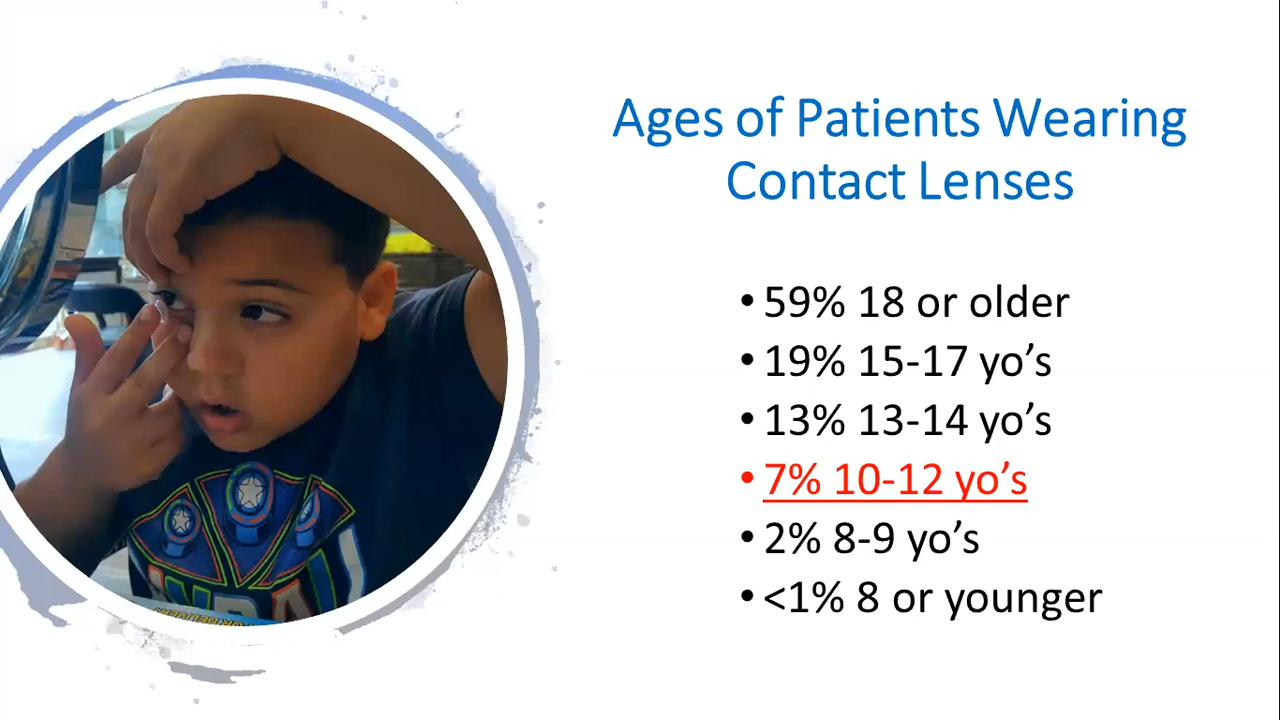 Ages of Patients Wearing
Contact Lenses
• 59% 18 or older
• 19% 15-17 yo’s
• 13% 13-14 yo’s
• 7% 10-12 yo’s
• 2% 8-9 yo’s
• <1% 8 or younger